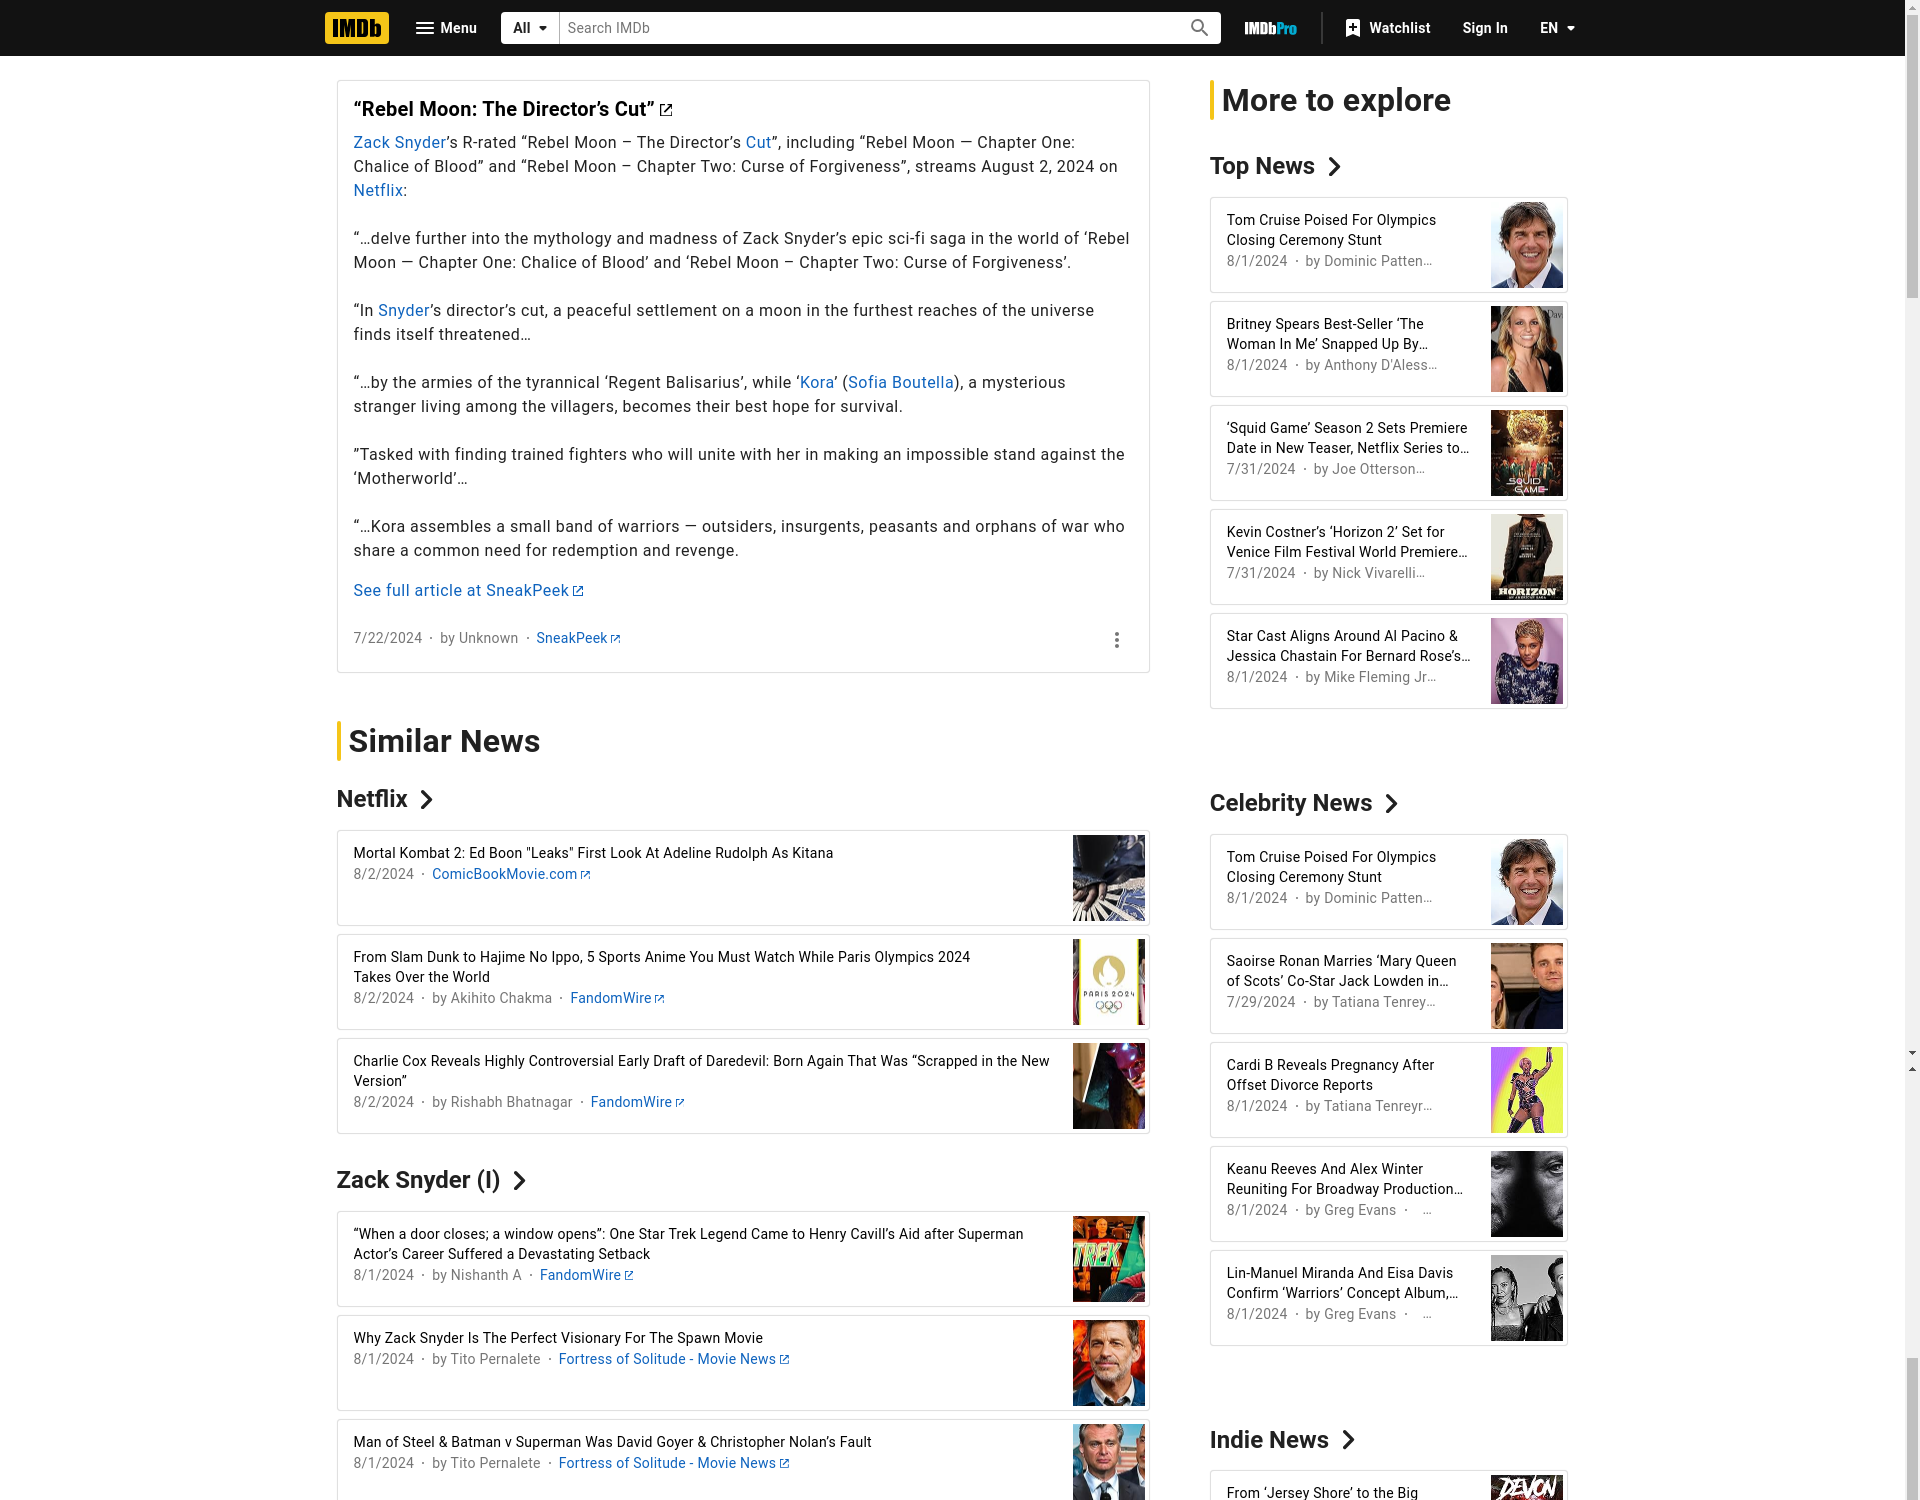 IMDb
Menu
All
Search IMDb
IMDbPro
Watchlist
Sign In
EN
“Rebel Moon: The Director’s Cut”
Zack Snyder’s R-rated “Rebel Moon – The Director’s Cut”, including “Rebel Moon — Chapter One:
Chalice of Blood” and “Rebel Moon – Chapter Two: Curse of Forgiveness”, streams August 2, 2024 on
Netflix:
“…delve further into the mythology and madness of Zack Snyder’s epic sci-fi saga in the world of ‘Rebel
Moon — Chapter One: Chalice of Blood’ and ‘Rebel Moon – Chapter Two: Curse of Forgiveness’.
“In Snyder’s director’s cut, a peaceful settlement on a moon in the furthest reaches of the universe
finds itself threatened…
“…by the armies of the tyrannical ‘Regent Balisarius’, while ‘Kora’ (Sofia Boutella), a mysterious
stranger living among the villagers, becomes their best hope for survival.
”Tasked with finding trained fighters who will unite with her in making an impossible stand against the
‘Motherworld’…
“…Kora assembles a small band of warriors — outsiders, insurgents, peasants and orphans of war who
share a common need for redemption and revenge.
See full article at SneakPeek
7/22/2024 · by Unknown · SneakPeek
Similar News
Netflix
Mortal Kombat 2: Ed Boon "Leaks" First Look At Adeline Rudolph As Kitana
8/2/2024 · ComicBookMovie.com
From Slam Dunk to Hajime No Ippo, 5 Sports Anime You Must Watch While Paris Olympics 2024
Takes Over the World
8/2/2024 · by Akihito Chakma · FandomWire
PARIS 2024
Charlie Cox Reveals Highly Controversial Early Draft of Daredevil: Born Again That Was “Scrapped in the New
Version”
8/2/2024 · by Rishabh Bhatnagar · FandomWire
Zack Snyder (I)
“When a door closes; a window opens”: One Star Trek Legend Came to Henry Cavill’s Aid after Superman
Actor’s Career Suffered a Devastating Setback
8/1/2024 · by Nishanth A · FandomWire
TREK
Why Zack Snyder Is The Perfect Visionary For The Spawn Movie
8/1/2024 · by Tito Pernalete · Fortress of Solitude - Movie News
Man of Steel & Batman v Superman Was David Goyer & Christopher Nolan’s Fault
8/1/2024 · by Tito Pernalete · Fortress of Solitude - Movie News
More to explore
Top News
Tom Cruise Poised For Olympics
Closing Ceremony Stunt
8/1/2024 · by Dominic Patten…
Britney Spears Best-Seller ‘The
Woman In Me’ Snapped Up By…
8/1/2024 · by Anthony D'Aless…
‘Squid Game’ Season 2 Sets Premiere
Date in New Teaser, Netflix Series to…
7/31/2024 · by Joe Otterson…
SQUID
GAME
Kevin Costner’s ‘Horizon 2’ Set for
Venice Film Festival World Premiere…
7/31/2024 · by Nick Vivarelli…
HORIZON
Star Cast Aligns Around Al Pacino &
Jessica Chastain For Bernard Rose’s…
8/1/2024 · by Mike Fleming Jr…
Celebrity News
Tom Cruise Poised For Olympics
Closing Ceremony Stunt
8/1/2024 · by Dominic Patten…
Saoirse Ronan Marries ‘Mary Queen
of Scots’ Co-Star Jack Lowden in…
7/29/2024 · by Tatiana Tenrey…
Cardi B Reveals Pregnancy After
Offset Divorce Reports
8/1/2024 · by Tatiana Tenreyr…
Keanu Reeves And Alex Winter
Reuniting For Broadway Production…
8/1/2024 · by Greg Evans · …
Lin-Manuel Miranda And Eisa Davis
Confirm ‘Warriors’ Concept Album,…
8/1/2024 · by Greg Evans · …
Indie News
From ‘Jersey Shore’ to the Big
DEVON